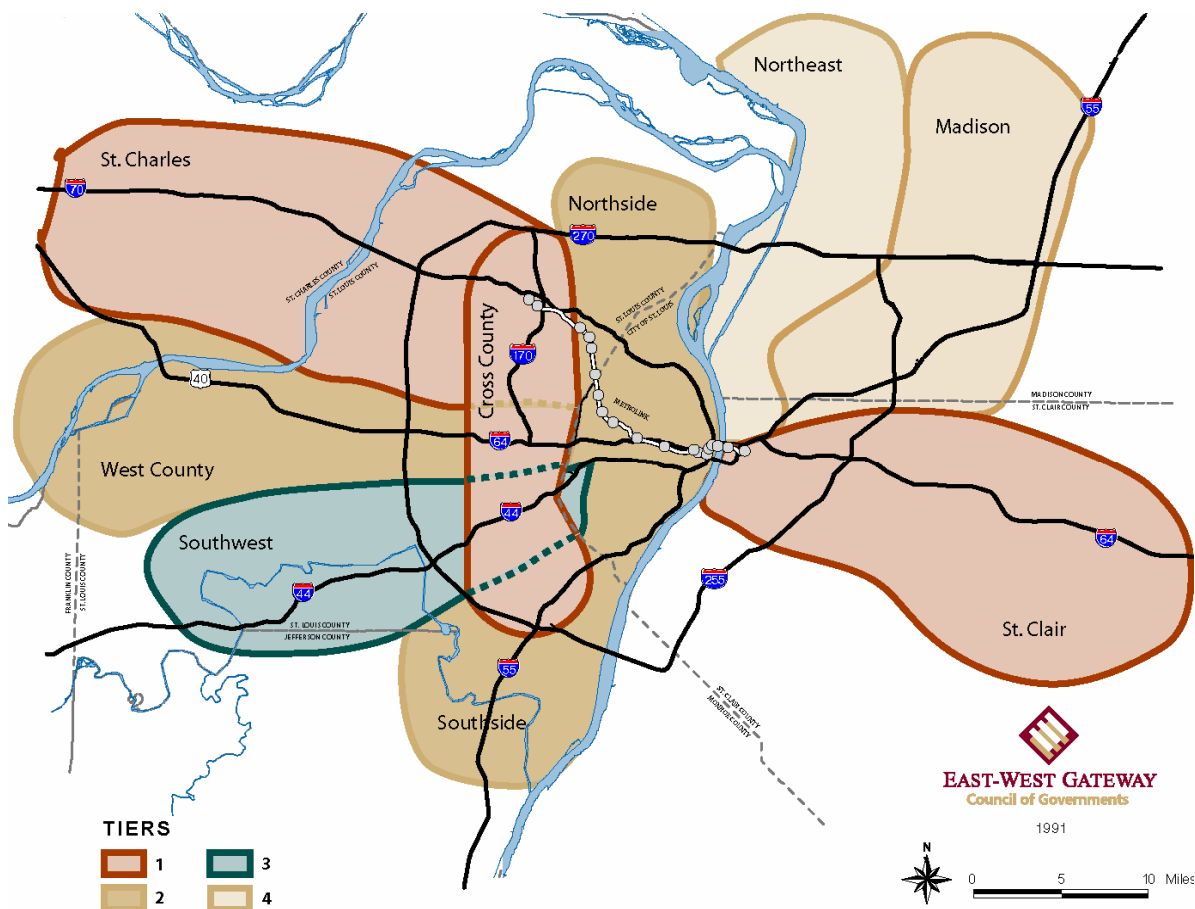 Northeast
Madison
55
St. Charles
70
Northside
270
ST. CHARLES COUNTY
ST. LOUIS COUNTY
ST. LOUIS COUNTY
CITY OF ST. LOUIS
Cross County
170
40
METROLINK
MADISON COUNTY
ST. CLAIR COUNTY
64
West County
44
Southwest
64
255
FRANKLIN COUNTY
ST. LOUIS COUNTY
44
ST. LOUIS COUNTY
JEFFERSON COUNTY
St. Clair
55
ST. CLAIR COUNTY
MONROE COUNTY
Southside
EAST-WEST GATEWAY
Council of Governments
1991
TIERS
1
3
2
4
N
0 5 10 Miles